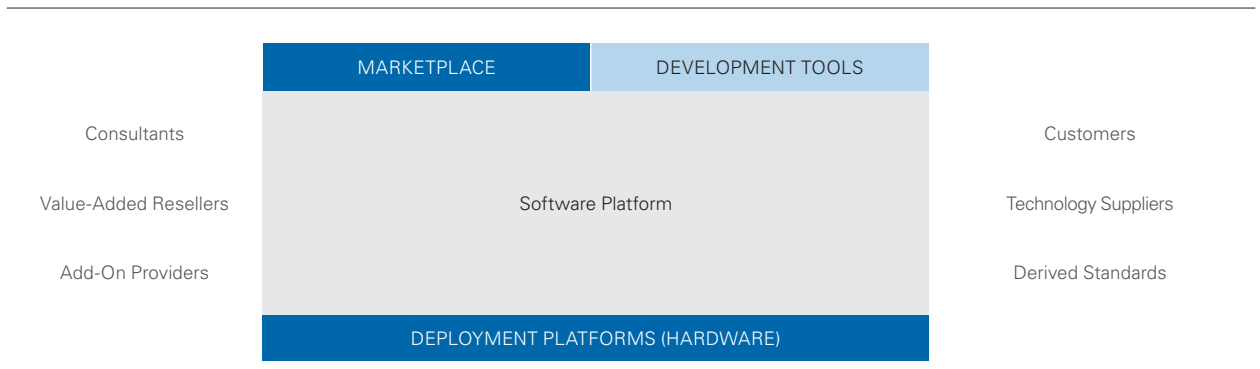 MARKETPLACE
DEVELOPMENT TOOLS
Consultants
Customers
Value-Added Resellers
Software Platform
Technology Suppliers
Add-On Providers
Derived Standards
DEPLOYMENT PLATFORMS (HARDWARE)